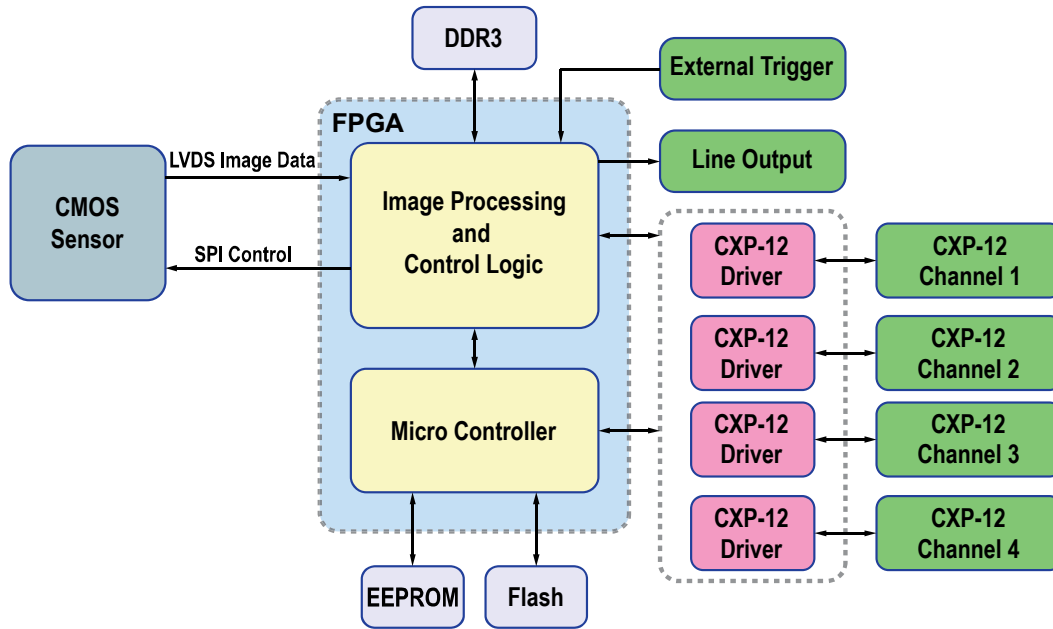 DDR3
External Trigger
FPGA
Line Output
LVDS Image Data
CMOS
Sensor
SPI Control
Image Processing
and
Control Logic
CXP-12
Driver
CXP-12
Channel 1
CXP-12
Driver
CXP-12
Channel 2
Micro Controller
CXP-12
Driver
CXP-12
Channel 3
CXP-12
Driver
CXP-12
Channel 4
EEPROM
Flash